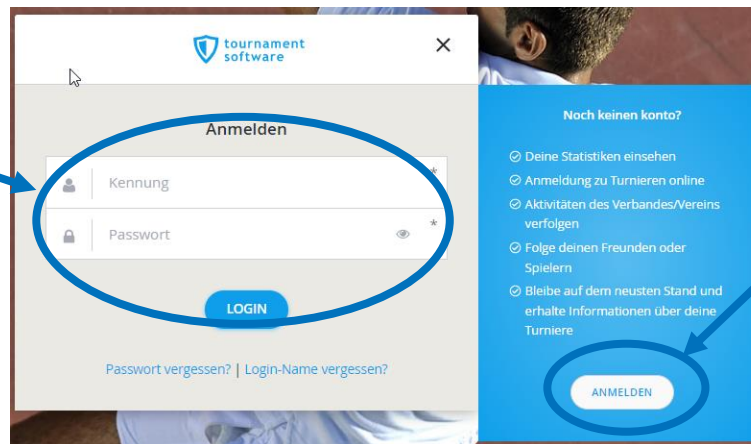 tournament
software
Anmelden
Kennung
*
Passwort
*
LOGIN
Passwort vergessen? | Login-Name vergessen?
Noch keinen konto?
Deine Statistiken einsehen
Anmeldung zu Turnieren online
Aktivitäten des Verbandes/Vereins
verfolgen
Folge deinen Freunden oder
Spielern
Bleibe auf dem neusten Stand und
erhalte Informationen über deine
Turniere
ANMELDEN